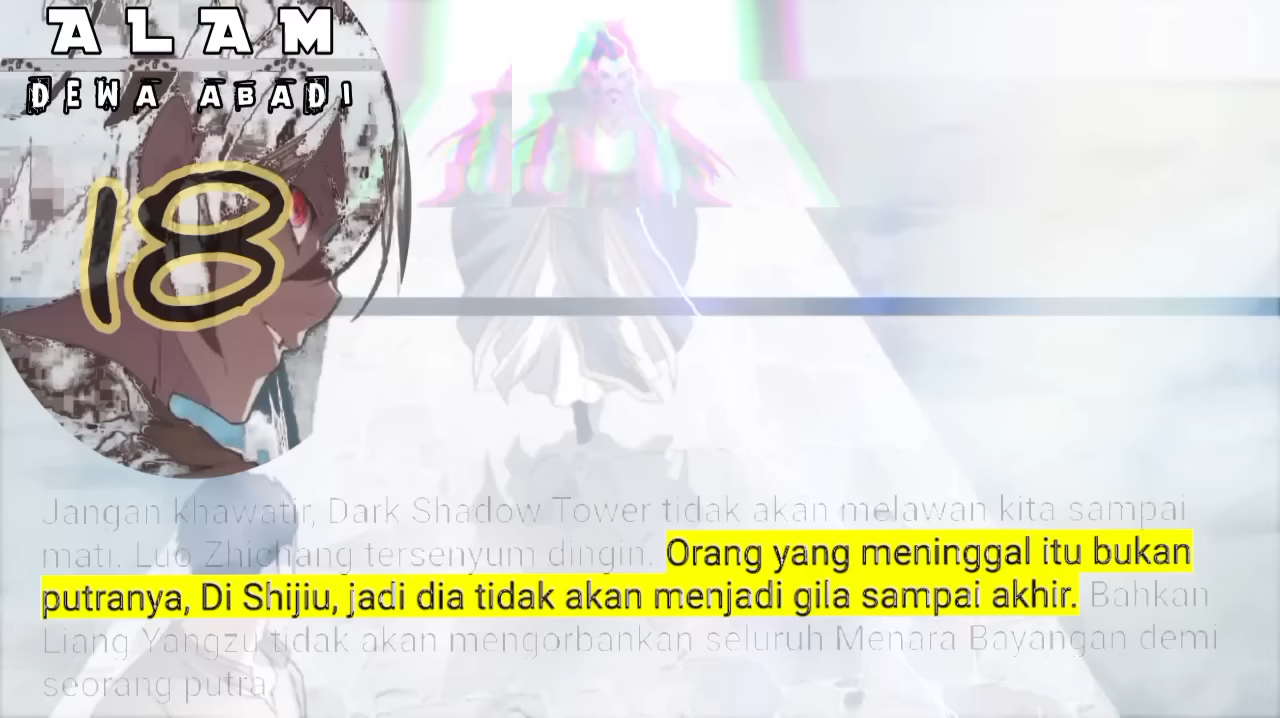 ALAM
DEWA ABADI
18
Jangan khawatir, Dark Shadow Tower tidak akan melawan kita sampai
mati. Luo Zhichang tersenyum dingin. Orang yang meninggal itu bukan
putranya, Di Shijiu, jadi dia tidak akan menjadi gila sampai akhir. Bahkan
Liang Yangzu tidak akan mengorbankan seluruh Menara Bayangan demi
seorang putra.